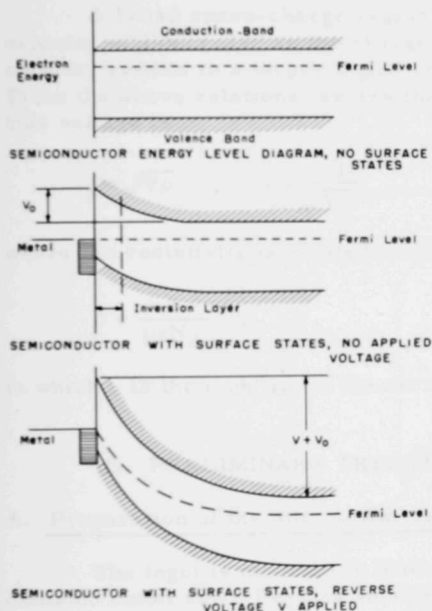 Conduction Band
Electron
Energy
Fermi Level
Valence Band
SEMICONDUCTOR ENERGY LEVEL DIAGRAM, NO SURFACE
STATES
V₀
Metal
Fermi Level
Inversion Layer
SEMICONDUCTOR WITH SURFACE STATES, NO APPLIED
VOLTAGE
Metal
V + V₀
Fermi Level
SEMICONDUCTOR WITH SURFACE STATES, REVERSE
VOLTAGE V APPLIED